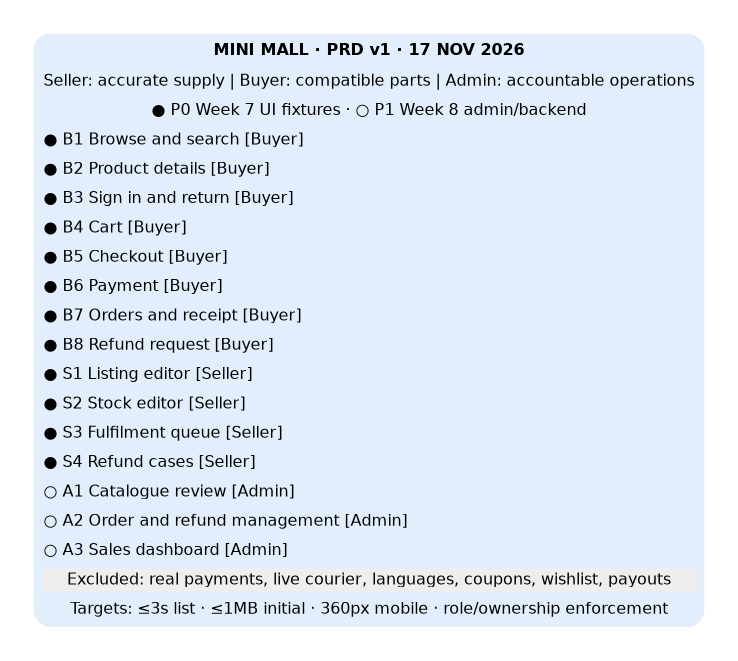 MINI MALL · PRD v1 · 17 NOV 2026
Seller: accurate supply | Buyer: compatible parts | Admin: accountable operations
● P0 Week 7 UI fixtures · ○ P1 Week 8 admin/backend
● B1 Browse and search [Buyer]
● B2 Product details [Buyer]
● B3 Sign in and return [Buyer]
● B4 Cart [Buyer]
● B5 Checkout [Buyer]
● B6 Payment [Buyer]
● B7 Orders and receipt [Buyer]
● B8 Refund request [Buyer]
● S1 Listing editor [Seller]
● S2 Stock editor [Seller]
● S3 Fulfilment queue [Seller]
● S4 Refund cases [Seller]
○ A1 Catalogue review [Admin]
○ A2 Order and refund management [Admin]
○ A3 Sales dashboard [Admin]
Excluded: real payments, live courier, languages, coupons, wishlist, payouts
Targets: ≤3s list · ≤1MB initial · 360px mobile · role/ownership enforcement